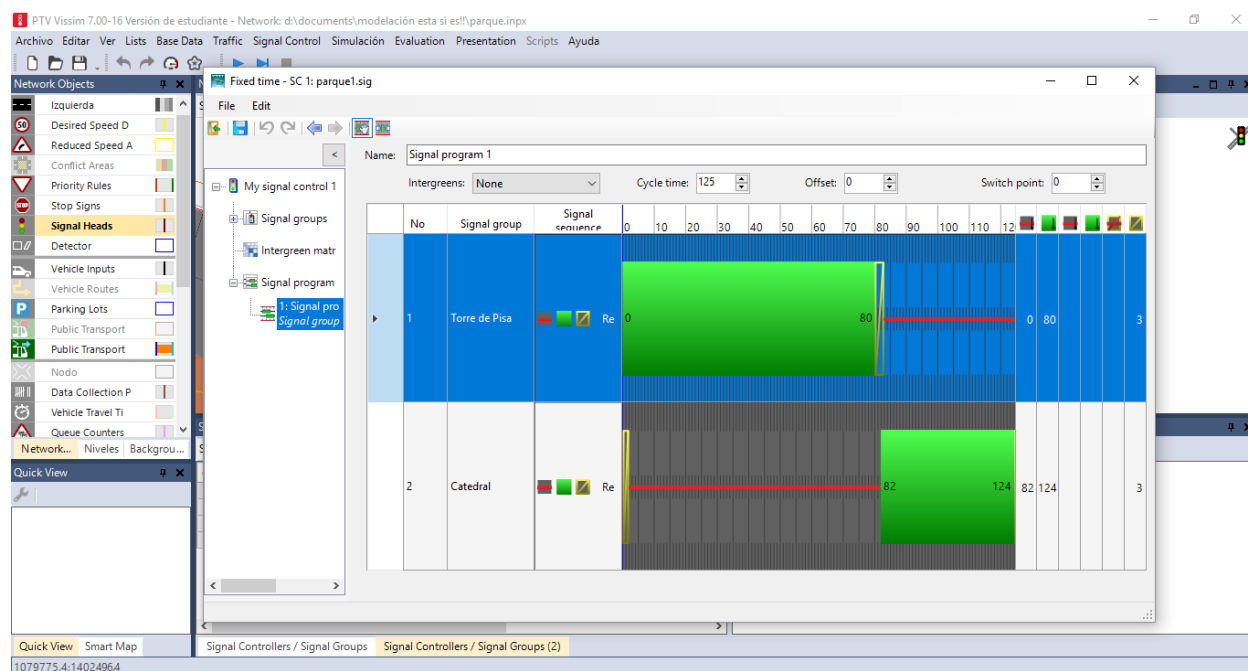 PTV Vissim 7.00-16 Versión de estudiante - Network: d:\documents\modelación esta si es!!\parque.inpx
Archivo Editar Ver Lists Base Data Traffic Signal Control Simulación Evaluation Presentation Scripts Ayuda
Network Objects
Izquierda
50 Desired Speed D
Reduced Speed A
Conflict Areas
Priority Rules
STOP Stop Signs
Signal Heads
Detector
Vehicle Inputs
Vehicle Routes
P Parking Lots
Public Transport
Public Transport
Nodo
Data Collection P
Vehicle Travel Ti
Queue Counters
Network... Niveles Backgrou...
Quick View
Quick View Smart Map
1079775.4:1402496.4
Fixed time - SC 1: parque1.sig
File Edit
<
My signal control 1
Signal groups
Intergreen matr
Signal program
1: Signal pro
Signal group
Name: Signal program 1
Intergreens: None Cycle time: 125 Offset: 0 Switch point: 0
No Signal group Signal sequence 0 10 20 30 40 50 60 70 80 90 100 110 12
1 Torre de Pisa Re 0 80 0 80 3
2 Catedral Re 82 124 82 124 3
Signal Controllers / Signal Groups Signal Controllers / Signal Groups (2)